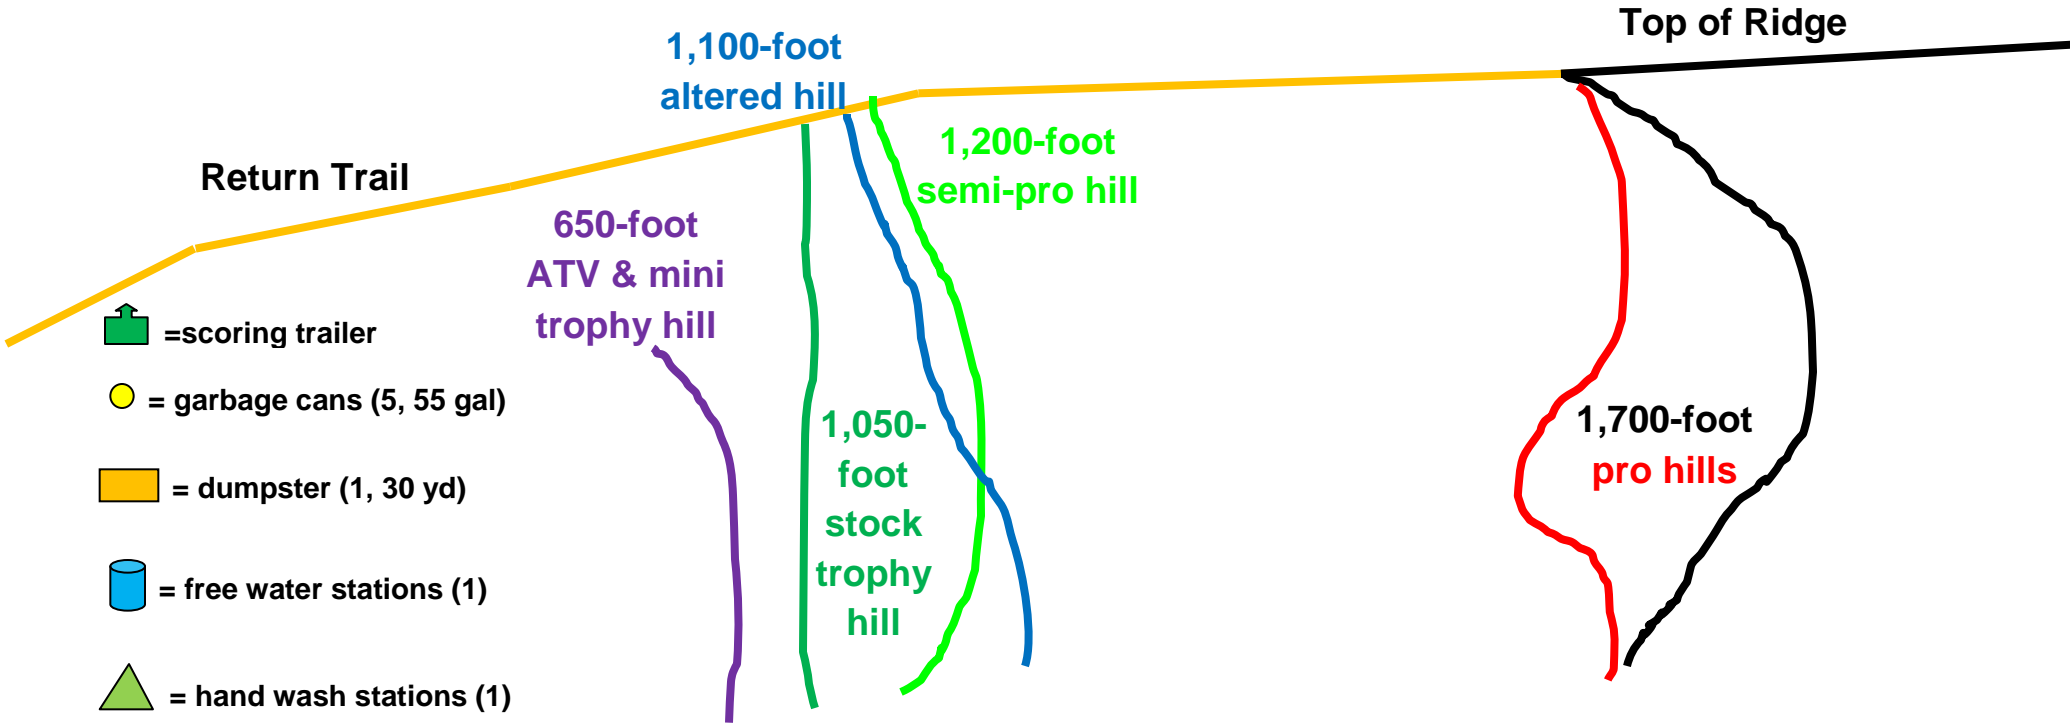 Top of Ridge
1,100-foot
altered hill
1,200-foot
semi-pro hill
Return Trail
650-foot
ATV & mini
trophy hill
=scoring trailer
= garbage cans (5, 55 gal)
= dumpster (1, 30 yd)
= free water stations (1)
= hand wash stations (1)
1,050-
foot
stock
trophy
hill
1,700-foot
pro hills